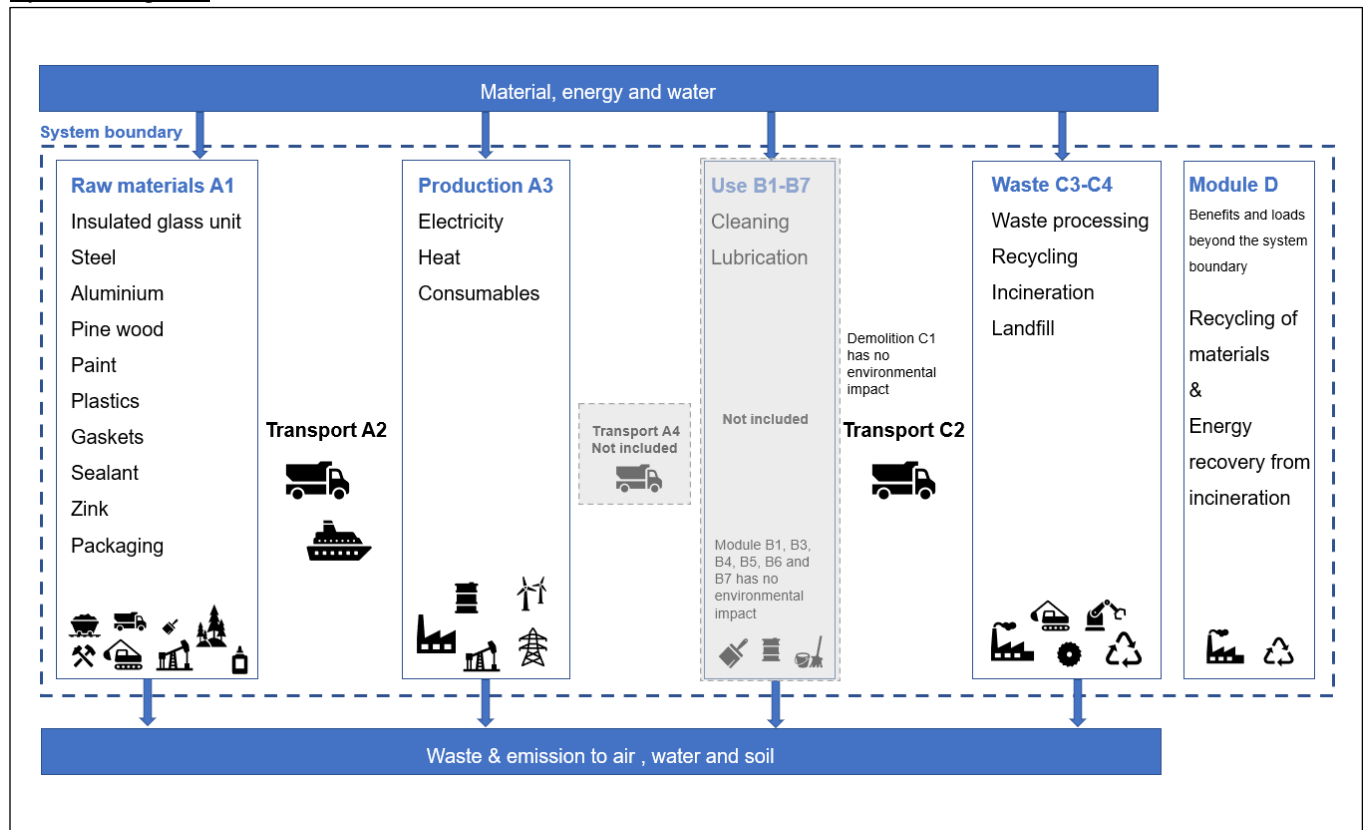 Material, energy and water
System boundary
Raw materials A1
Insulated glass unit
Steel
Aluminium
Pine wood
Paint
Plastics
Gaskets
Sealant
Zink
Packaging
Transport A2
Production A3
Electricity
Heat
Consumables
Transport A4
Not included
Use B1-B7
Cleaning
Lubrication
Not included
Module B1, B3,
B4, B5, B6 and
B7 has no
environmental
impact
Demolition C1
has no
environmental
impact
Transport C2
Waste C3-C4
Waste processing
Recycling
Incineration
Landfill
Module D
Benefits and loads
beyond the system
boundary
Recycling of
materials
&
Energy
recovery from
incineration
Waste & emission to air , water and soil